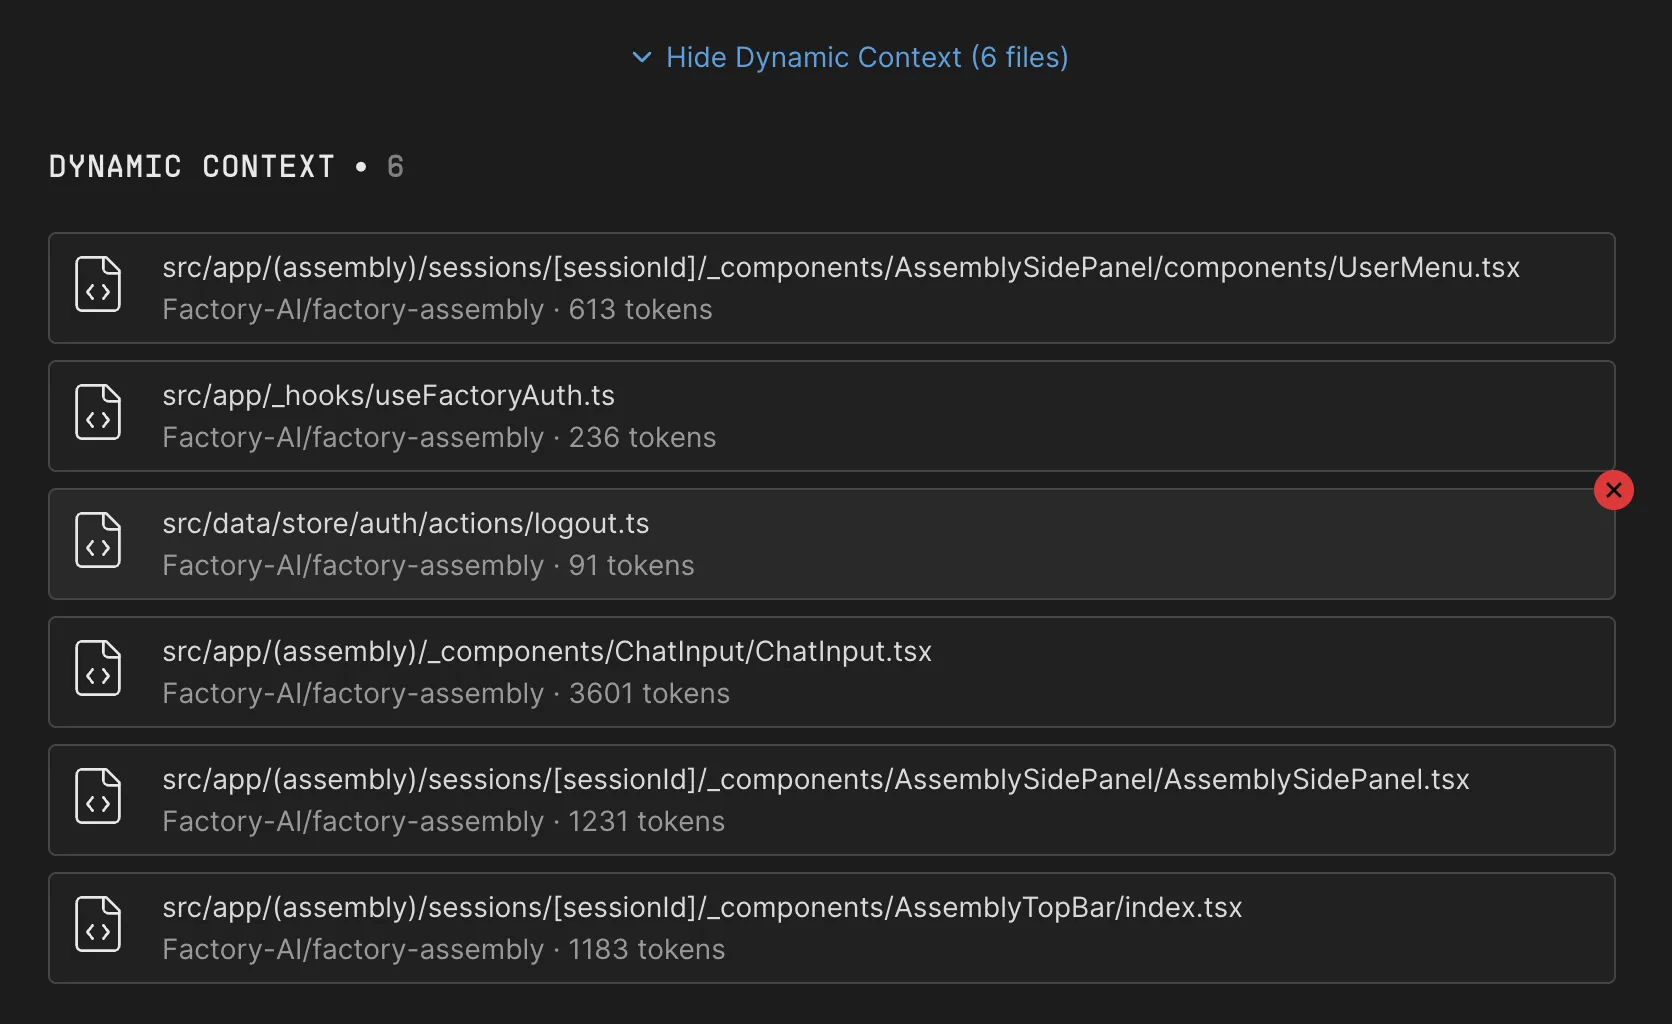 Hide Dynamic Context (6 files)
DYNAMIC CONTEXT • 6
src/app/(assembly)/sessions/[sessionId]/_components/AssemblySidePanel/components/UserMenu.tsx
Factory-AI/factory-assembly · 613 tokens
src/app/_hooks/useFactoryAuth.ts
Factory-AI/factory-assembly · 236 tokens
src/data/store/auth/actions/logout.ts
Factory-AI/factory-assembly · 91 tokens
src/app/(assembly)/_components/ChatInput/ChatInput.tsx
Factory-AI/factory-assembly · 3601 tokens
src/app/(assembly)/sessions/[sessionId]/_components/AssemblySidePanel/AssemblySidePanel.tsx
Factory-AI/factory-assembly · 1231 tokens
src/app/(assembly)/sessions/[sessionId]/_components/AssemblyTopBar/index.tsx
Factory-AI/factory-assembly · 1183 tokens